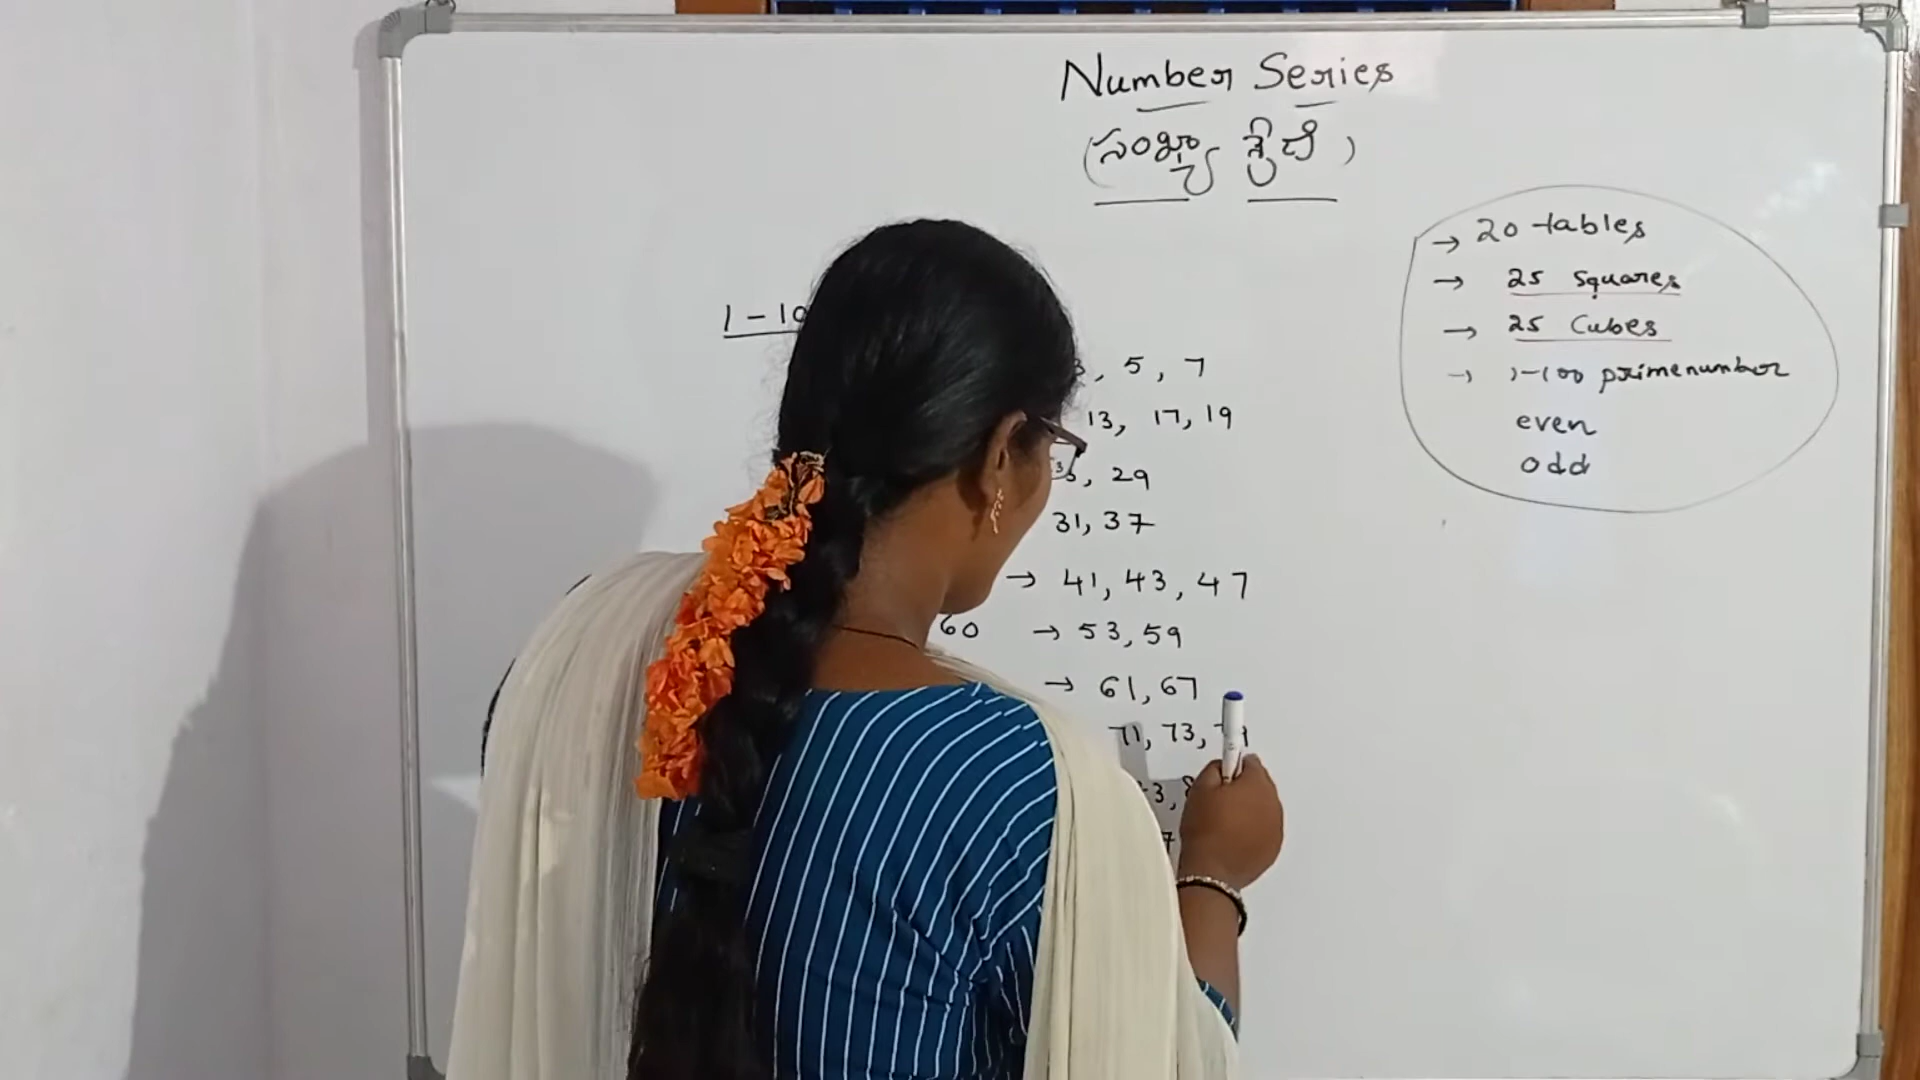 Number Series
(ಸಂಖ್ಯಾ ಶ್ರೇಢಿ)
→ 20 tables
→ 25 Squares
→ 25 Cubes
→ 1-100 primenumber
even
odd
1 - 10
, 5, 7
13, 17, 19
, 29
31, 37
→ 41, 43, 47
60 → 53, 59
→ 61, 67
71, 73,